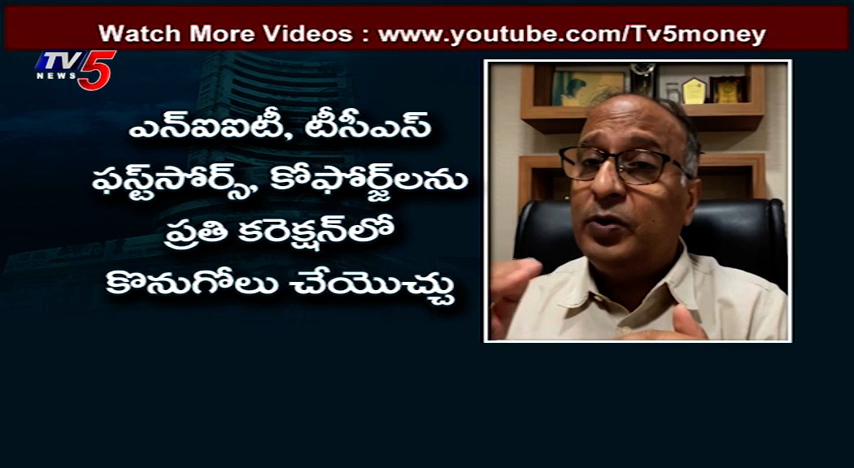 Watch More Videos : www.youtube.com/Tv5money
TV5
NEWS
ఎన్ఐఐటీ, టీసీఎస్
ఫస్ట్‌సోర్స్, కోఫోర్జ్‌లను
ప్రతి కరెక్షన్‌లో
కొనుగోలు చేయొచ్చు